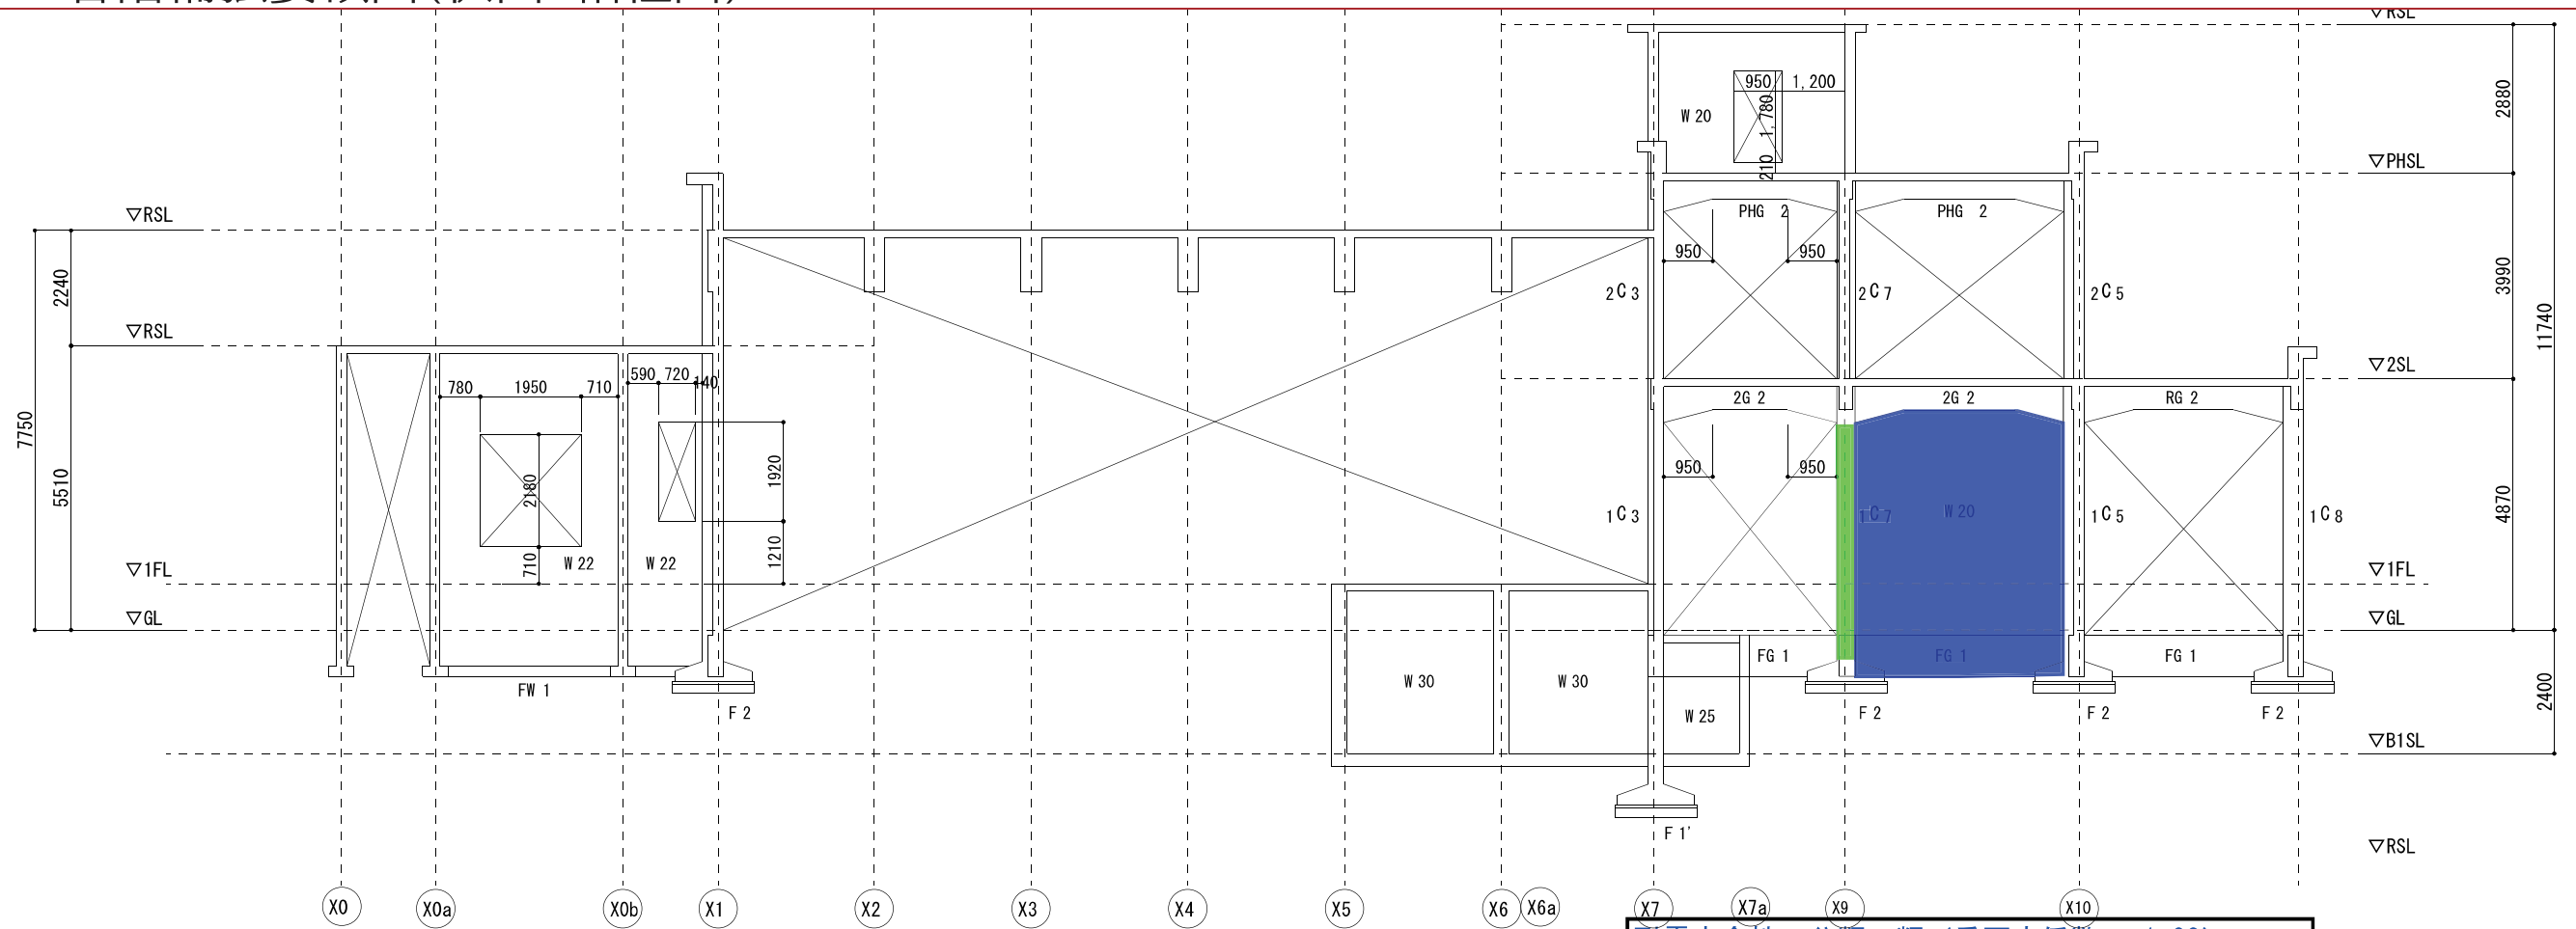 ▽RSL
950 1,200
2880
1,780
W 20
▽PHSL
210
▽RSL
PHG 2
PHG 2
950
950
2240
3990
2C3
2C7
2C5
11740
▽RSL
▽2SL
590 720 140
780 1950 710
2G 2
2G 2
RG 2
7750
950
950
1920
5510
2180
4870
1C3
1C7
W 20
1C5
1C8
1210
710
W 22
W 22
▽1FL
▽1FL
▽GL
▽GL
FG 1
FG 1
FG 1
W 30
W 30
FW 1
2400
F 2
W 25
F 2
F 2
F 2
▽B1SL
F 1'
▽RSL
X0 X0a X0b X1 X2 X3 X4 X5 X6 X6a X7 X7a X9 X10